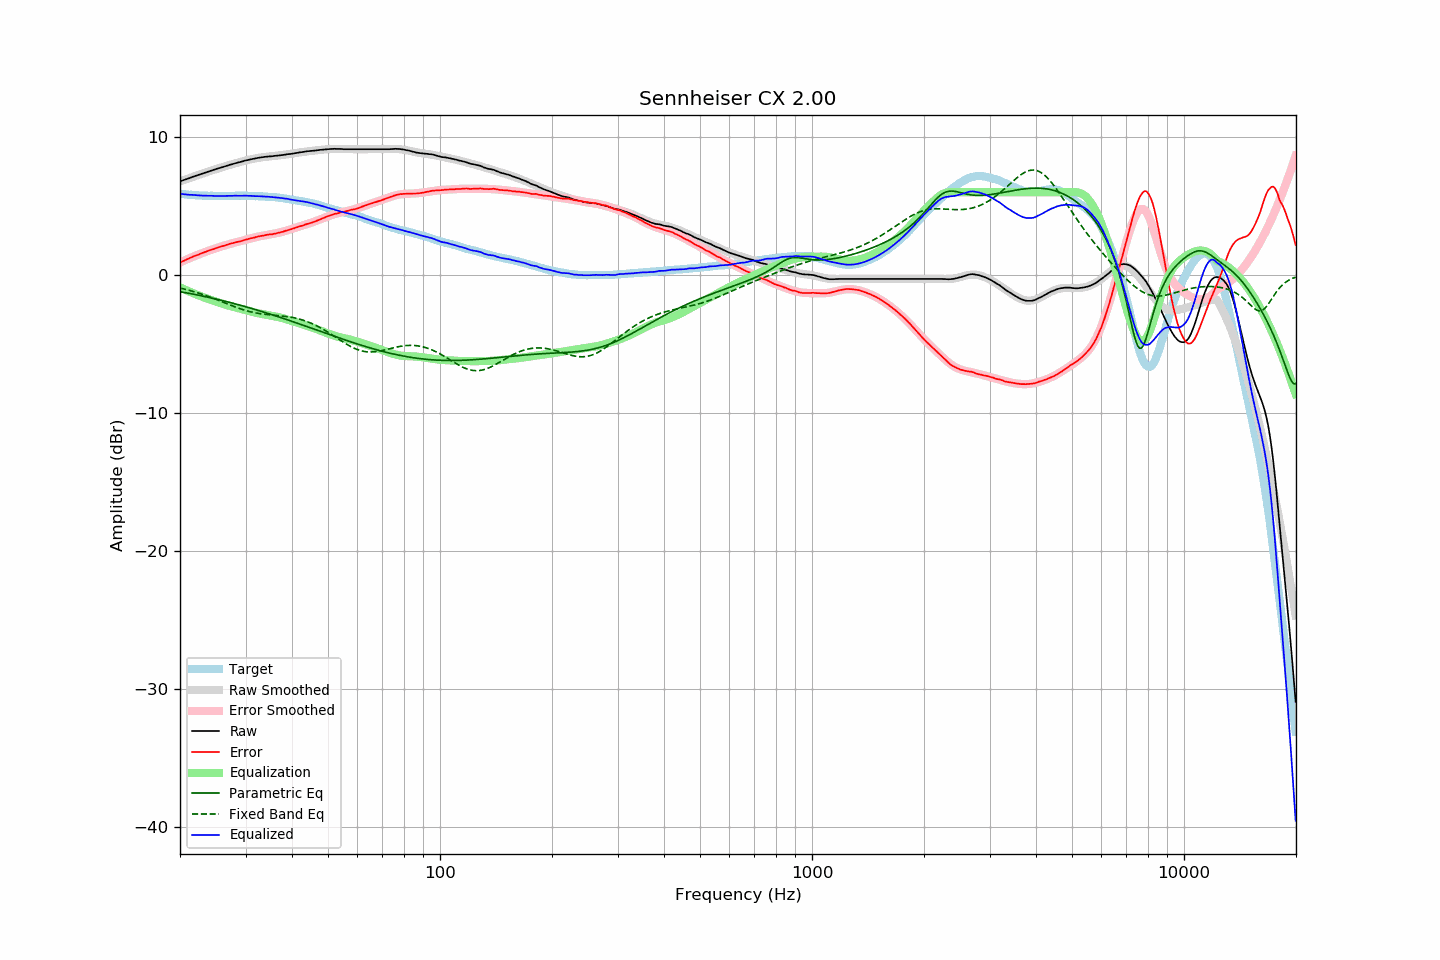 Sennheiser CX 2.00
10
0
−10
−20
−30
−40
Amplitude (dBr)
Target
Raw Smoothed
Error Smoothed
Raw
Error
Equalization
Parametric Eq
Fixed Band Eq
Equalized
100
1000
10000
Frequency (Hz)